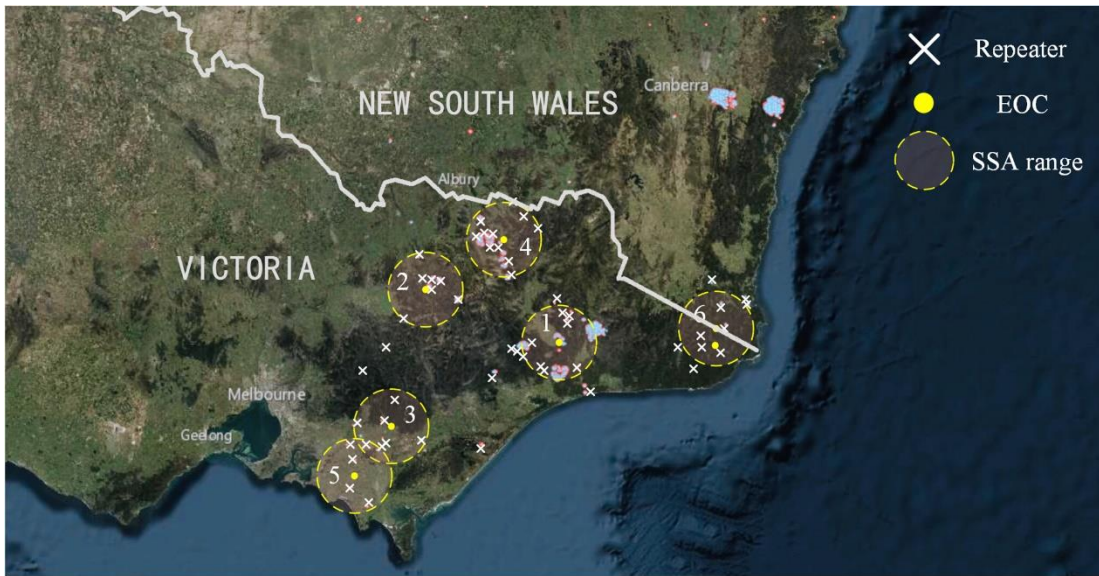 Repeater
Canberra
NEW SOUTH WALES
EOC
SSA range
Albury
4
VICTORIA
2
1
6
Melbourne
3
Geelong
5